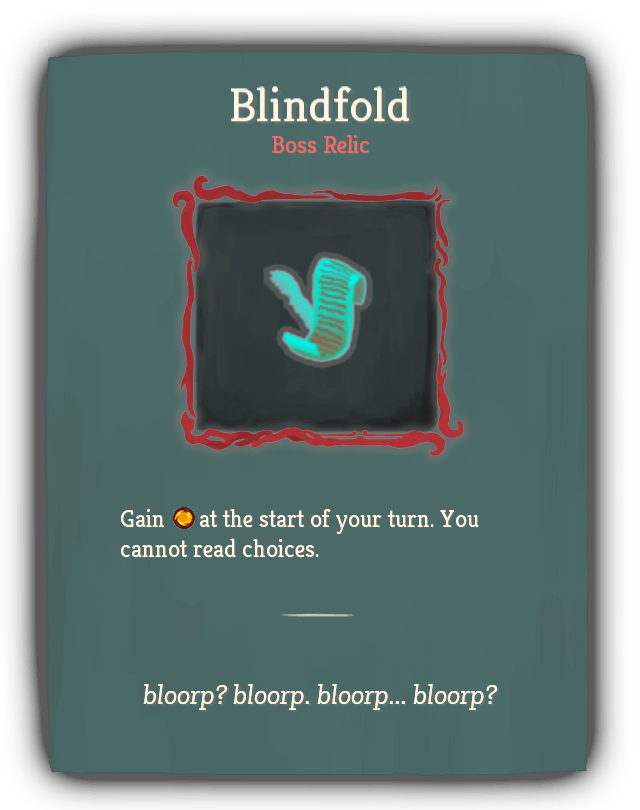 Blindfold
Boss Relic
Gain at the start of your turn. You
cannot read choices.
bloorp? bloorp. bloorp... bloorp?